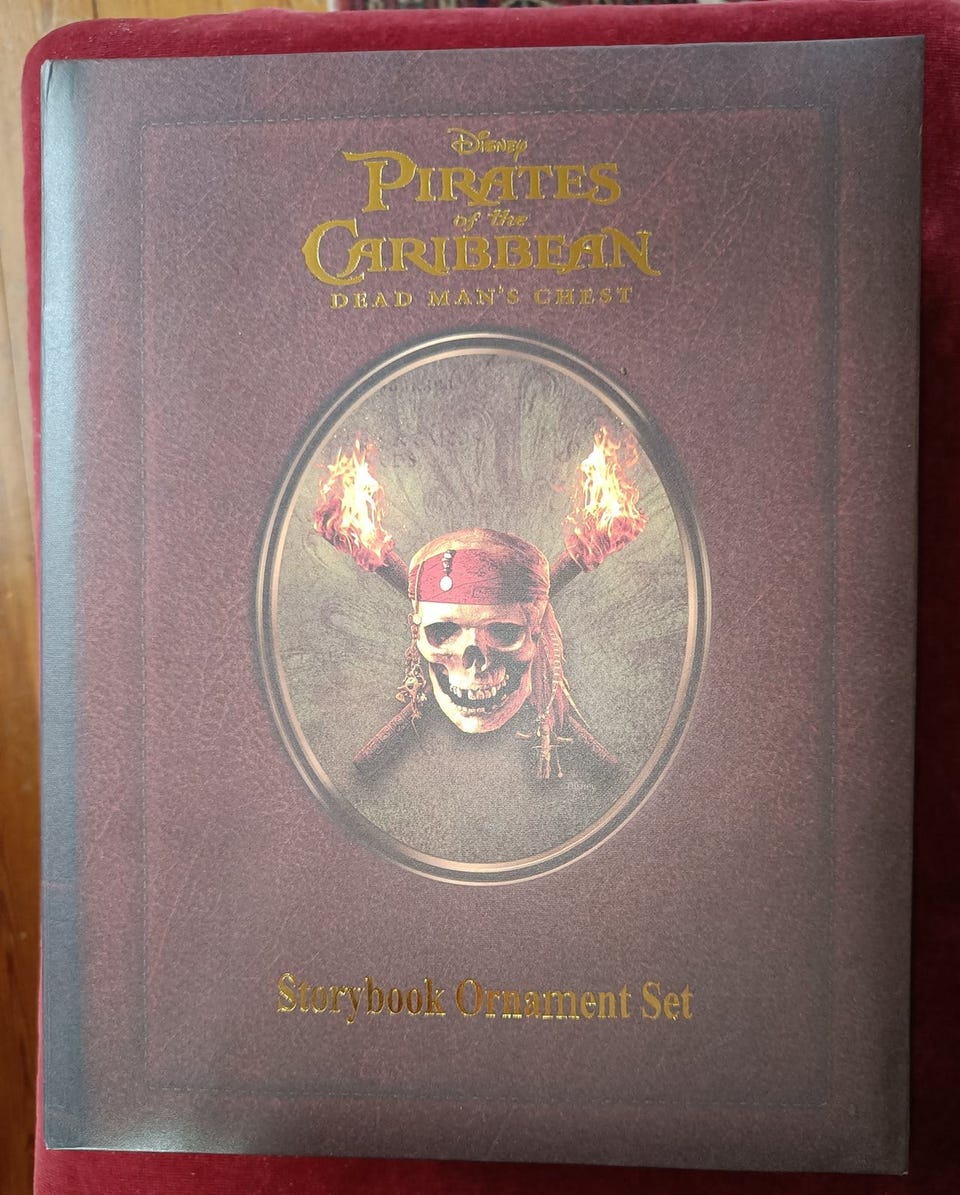 Disney
PIRATES
of the
CARIBBEAN
DEAD MAN'S CHEST
Storybook Ornament Set